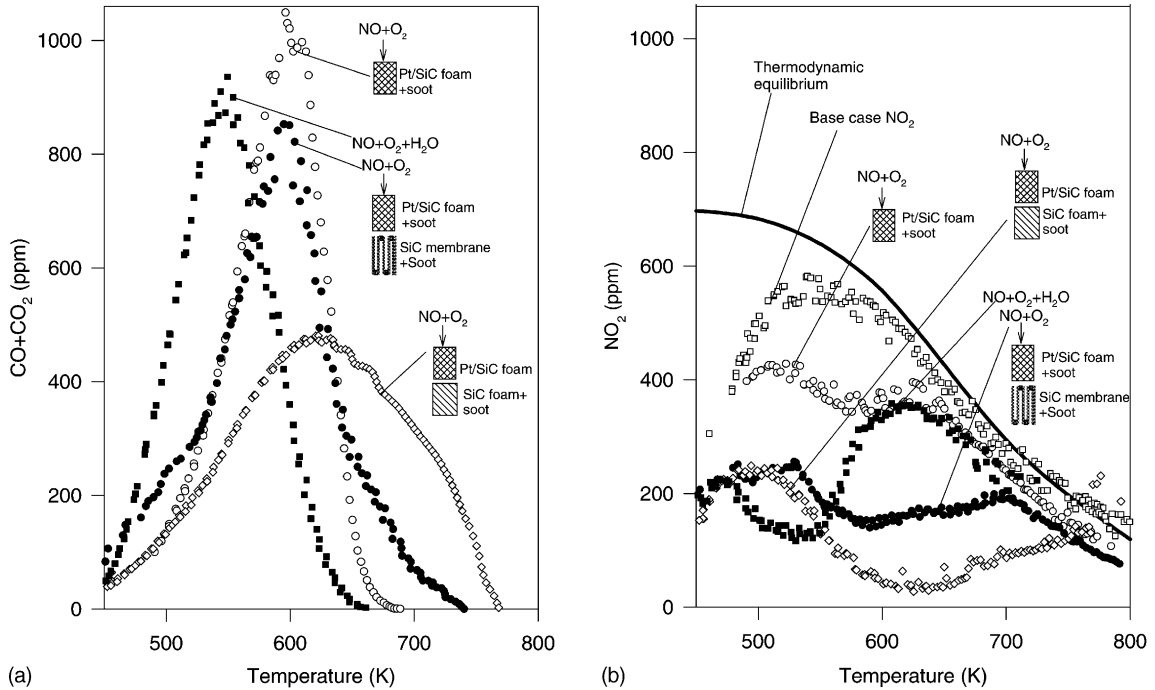 1000
800
600
400
200
0
CO+CO₂ (ppm)
500
600
700
800
Temperature (K)
(a)
NO+O₂
Pt/SiC foam
+soot
NO+O₂+H₂O
NO+O₂
Pt/SiC foam
+soot
SiC membrane
+Soot
NO+O₂
Pt/SiC foam
SiC foam+
soot
1000
800
600
400
200
0
NO₂ (ppm)
500
600
700
800
Temperature (K)
(b)
Thermodynamic
equilibrium
Base case NO₂
NO+O₂
Pt/SiC foam
+soot
NO+O₂
Pt/SiC foam
SiC foam+
soot
NO+O₂+H₂O
NO+O₂
Pt/SiC foam
+soot
SiC membrane
+Soot